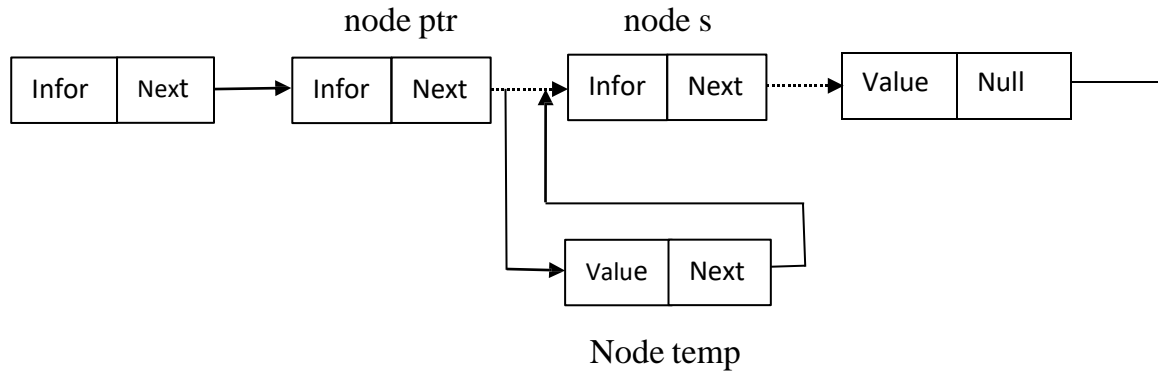 node ptr node s
Infor Next Infor Next Infor Next Value Null
Value Next
Node temp